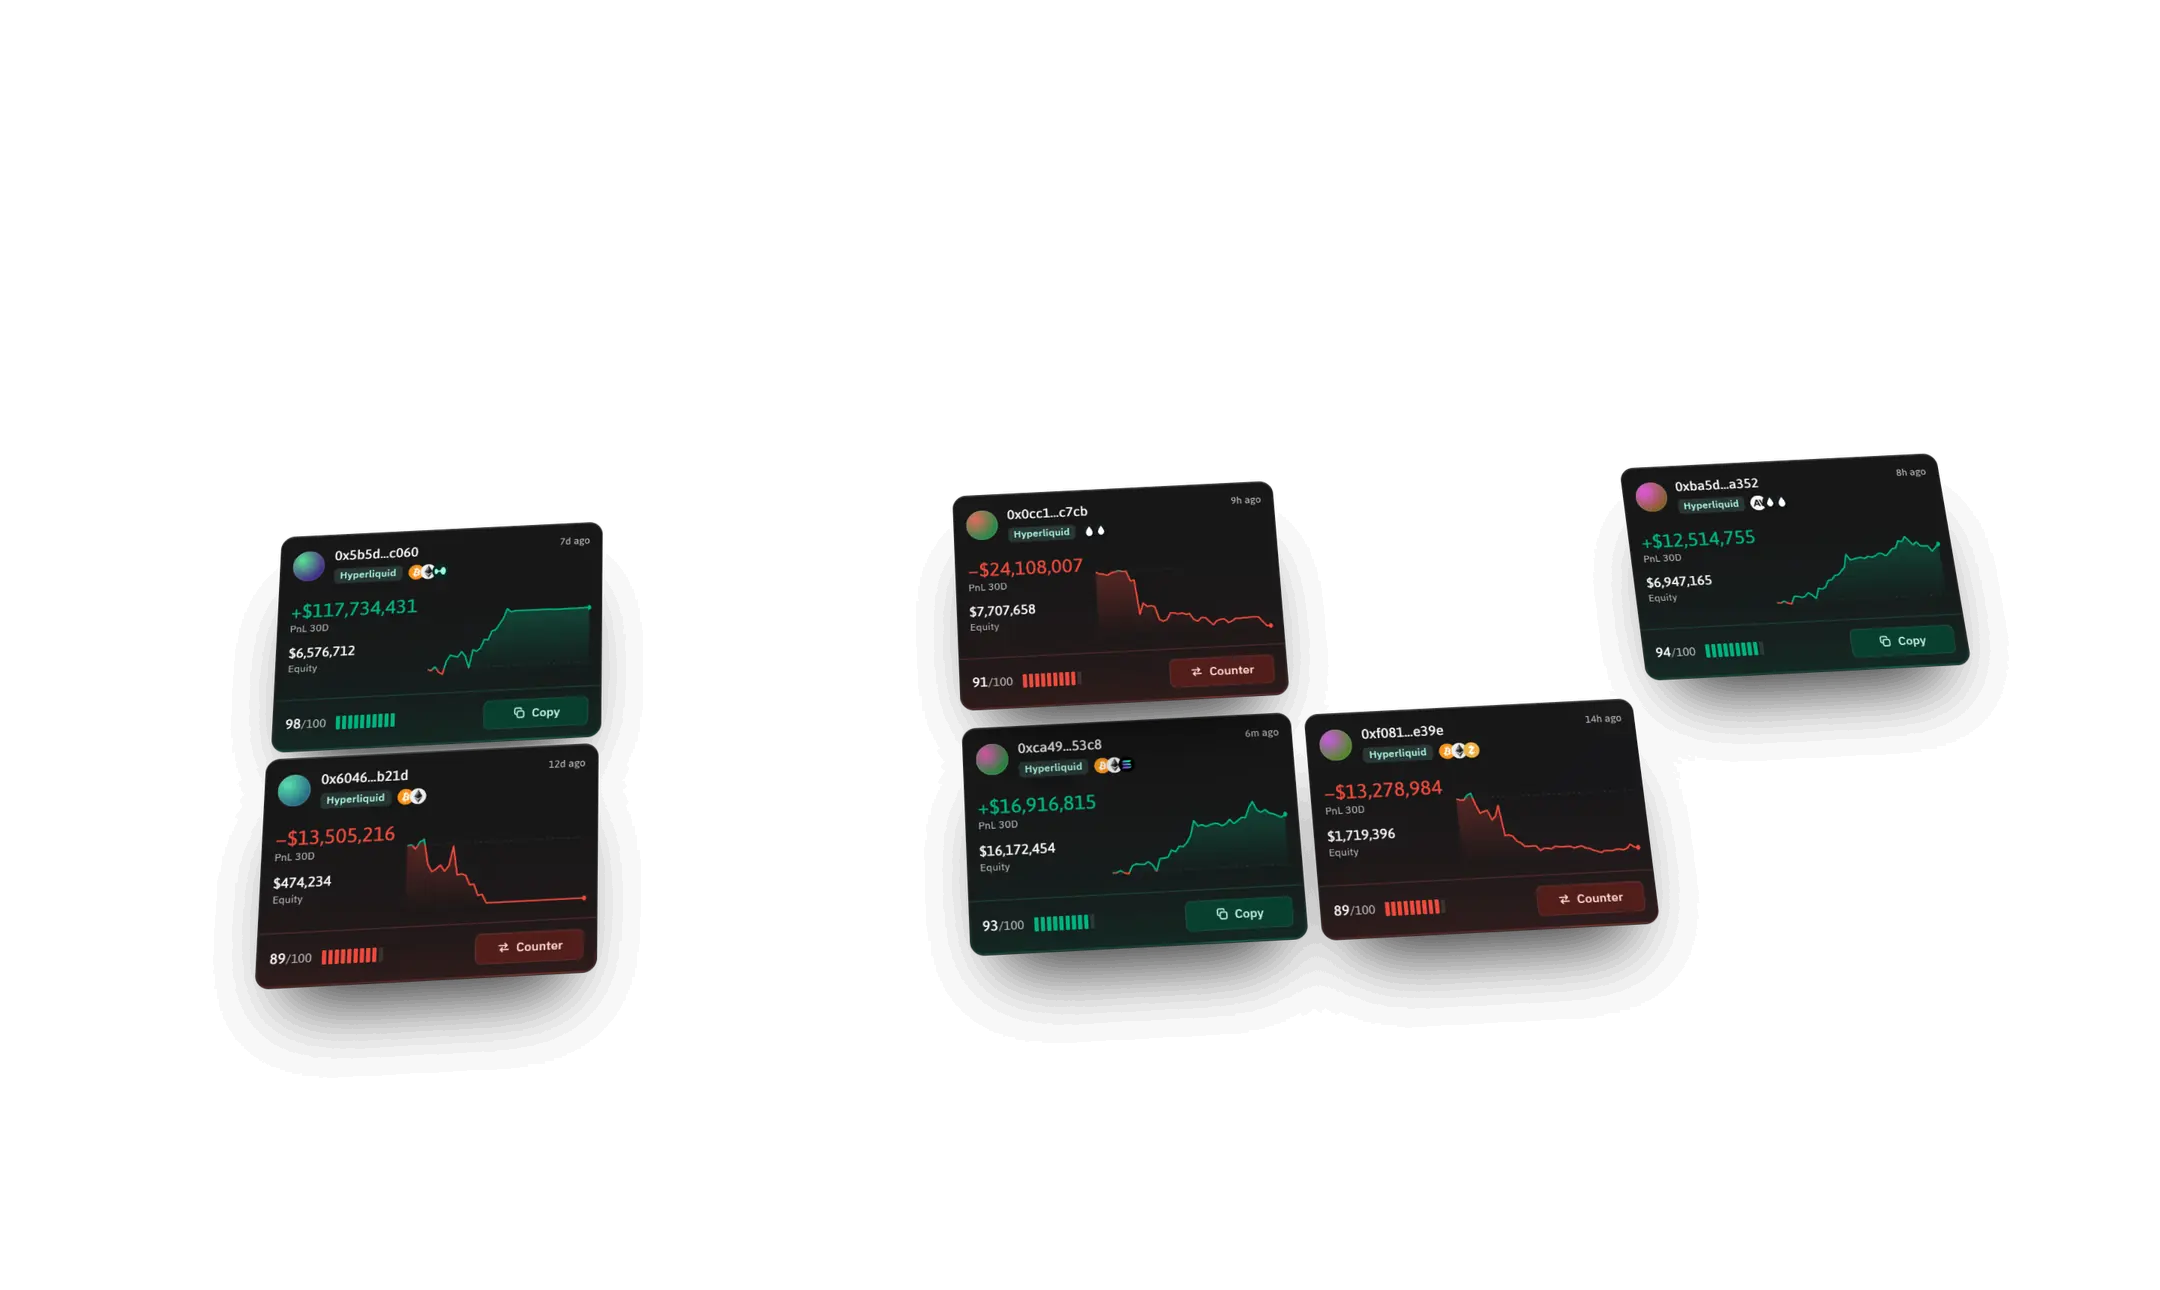 0x5b5d...c060
7d ago
Hyperliquid
+$117,734,431
PnL 30D
$6,576,712
Equity
98/100
Copy
0x6046...b21d
12d ago
Hyperliquid
−$13,505,216
PnL 30D
$474,234
Equity
89/100
Counter
0x0cc1...c7cb
9h ago
Hyperliquid
−$24,108,007
PnL 30D
$7,707,658
Equity
91/100
Counter
0xca49...53c8
6m ago
Hyperliquid
+$16,916,815
PnL 30D
$16,172,454
Equity
93/100
Copy
0xf081...e39e
14h ago
Hyperliquid
−$13,278,984
PnL 30D
$1,719,396
Equity
89/100
Counter
0xba5d...a352
8h ago
Hyperliquid
+$12,514,755
PnL 30D
$6,947,165
Equity
94/100
Copy